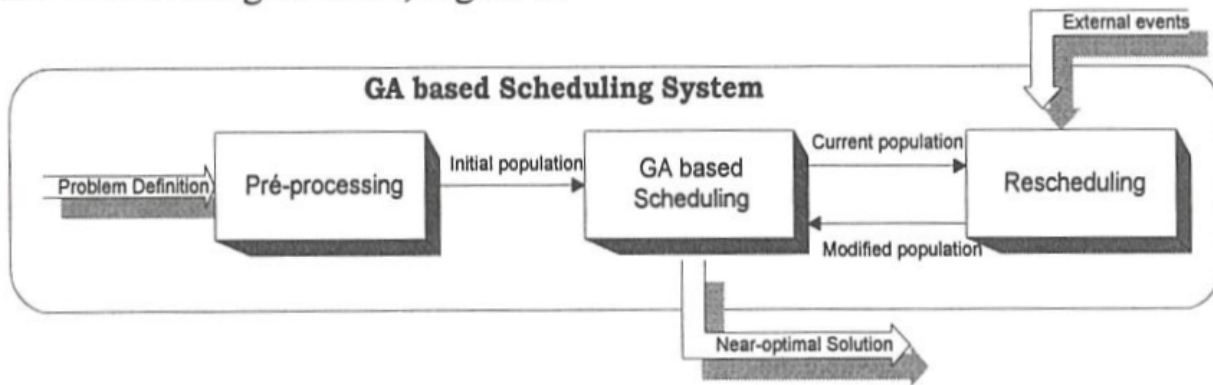 External events
GA based Scheduling System
Problem Definition
Pré-processing
Initial population
GA based
Scheduling
Current population
Modified population
Rescheduling
Near-optimal Solution